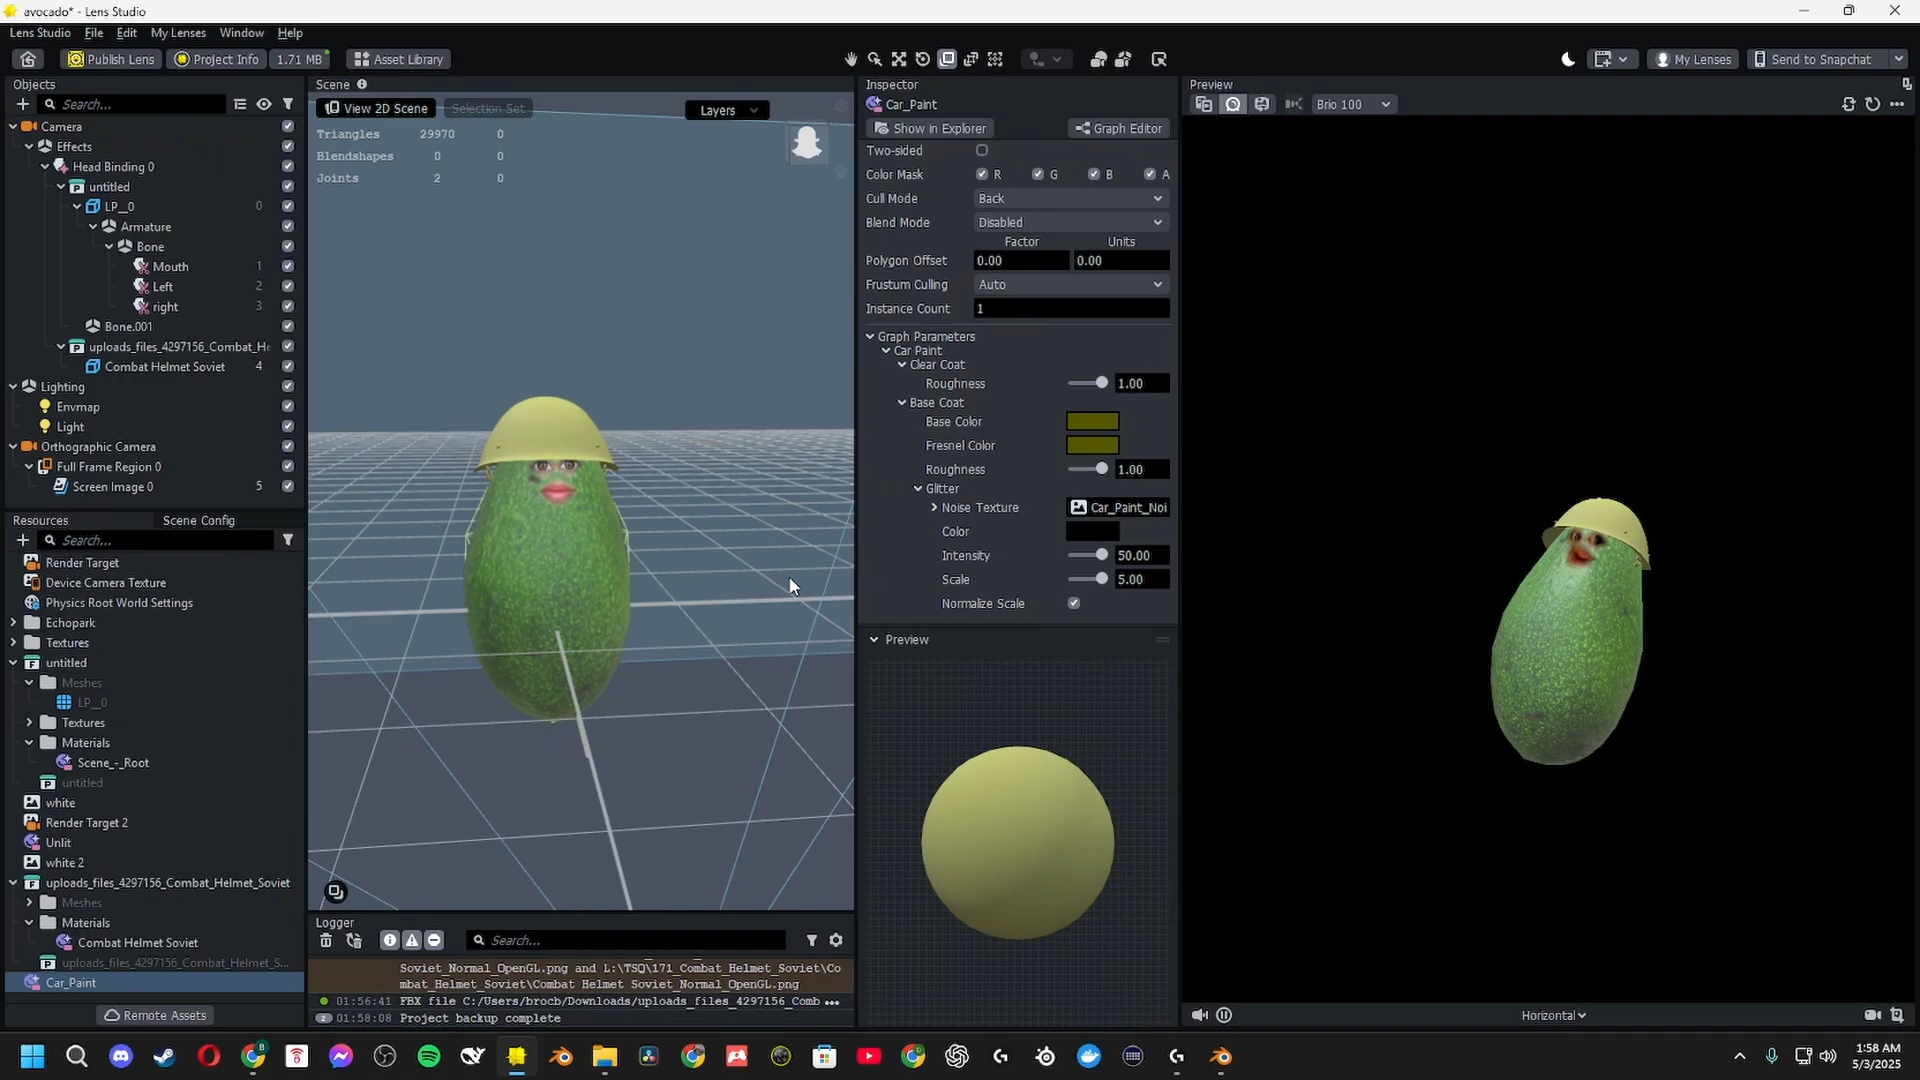 avocado* - Lens Studio
Lens Studio File Edit My Lenses Window Help
Publish Lens Project Info 1.71 MB Asset Library My Lenses Send to Snapchat
Objects
Search...
Camera
Effects
Head Binding 0
untitled
LP__0 0
Armature
Bone
Mouth 1
Left 2
right 3
Bone.001
uploads_files_4297156_Combat_He
Combat Helmet Soviet 4
Lighting
Envmap
Light
Orthographic Camera
Full Frame Region 0
Screen Image 0 5
Resources Scene Config
Search...
Render Target
Device Camera Texture
Physics Root World Settings
Echopark
Textures
untitled
Meshes
LP__0
Textures
Materials
Scene_-_Root
untitled
white
Render Target 2
Unlit
white 2
uploads_files_4297156_Combat_Helmet_Soviet
Meshes
Materials
Combat Helmet Soviet
uploads_files_4297156_Combat_Helmet_S...
Car_Paint
Remote Assets
Scene
View 2D Scene Selection Set Layers
Triangles 29970 0
Blendshapes 0 0
Joints 2 0
Logger
Search...
Soviet_Normal_OpenGL.png and L:\TSQ\171_Combat_Helmet_Soviet\Co
mbat_Helmet_Soviet\Combat Helmet Soviet_Normal_OpenGL.png
01:56:41 FBX file C:/Users/brocb/Downloads/uploads_files_4297156_Comb •••
2 01:58:08 Project backup complete
Inspector
Car_Paint
Show in Explorer Graph Editor
Two-sided
Color Mask R G B A
Cull Mode Back
Blend Mode Disabled
Factor Units
Polygon Offset 0.00 0.00
Frustum Culling Auto
Instance Count 1
Graph Parameters
Car Paint
Clear Coat
Roughness 1.00
Base Coat
Base Color
Fresnel Color
Roughness 1.00
Glitter
Noise Texture Car_Paint_Noi
Color
Intensity 50.00
Scale 5.00
Normalize Scale
Preview
Preview
Brio 100
Horizontal
1:58 AM
5/3/2025